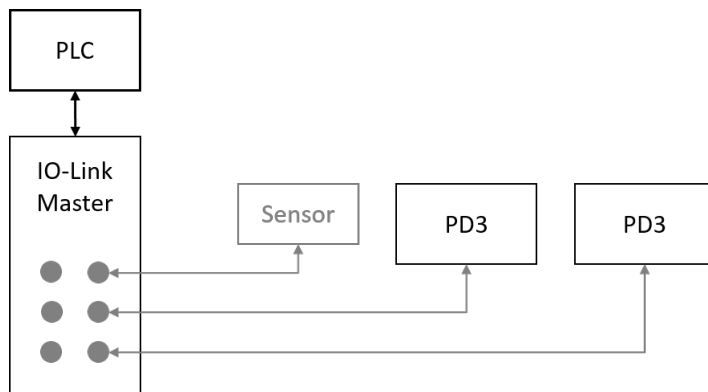 PLC
IO-Link
Master
Sensor
PD3
PD3